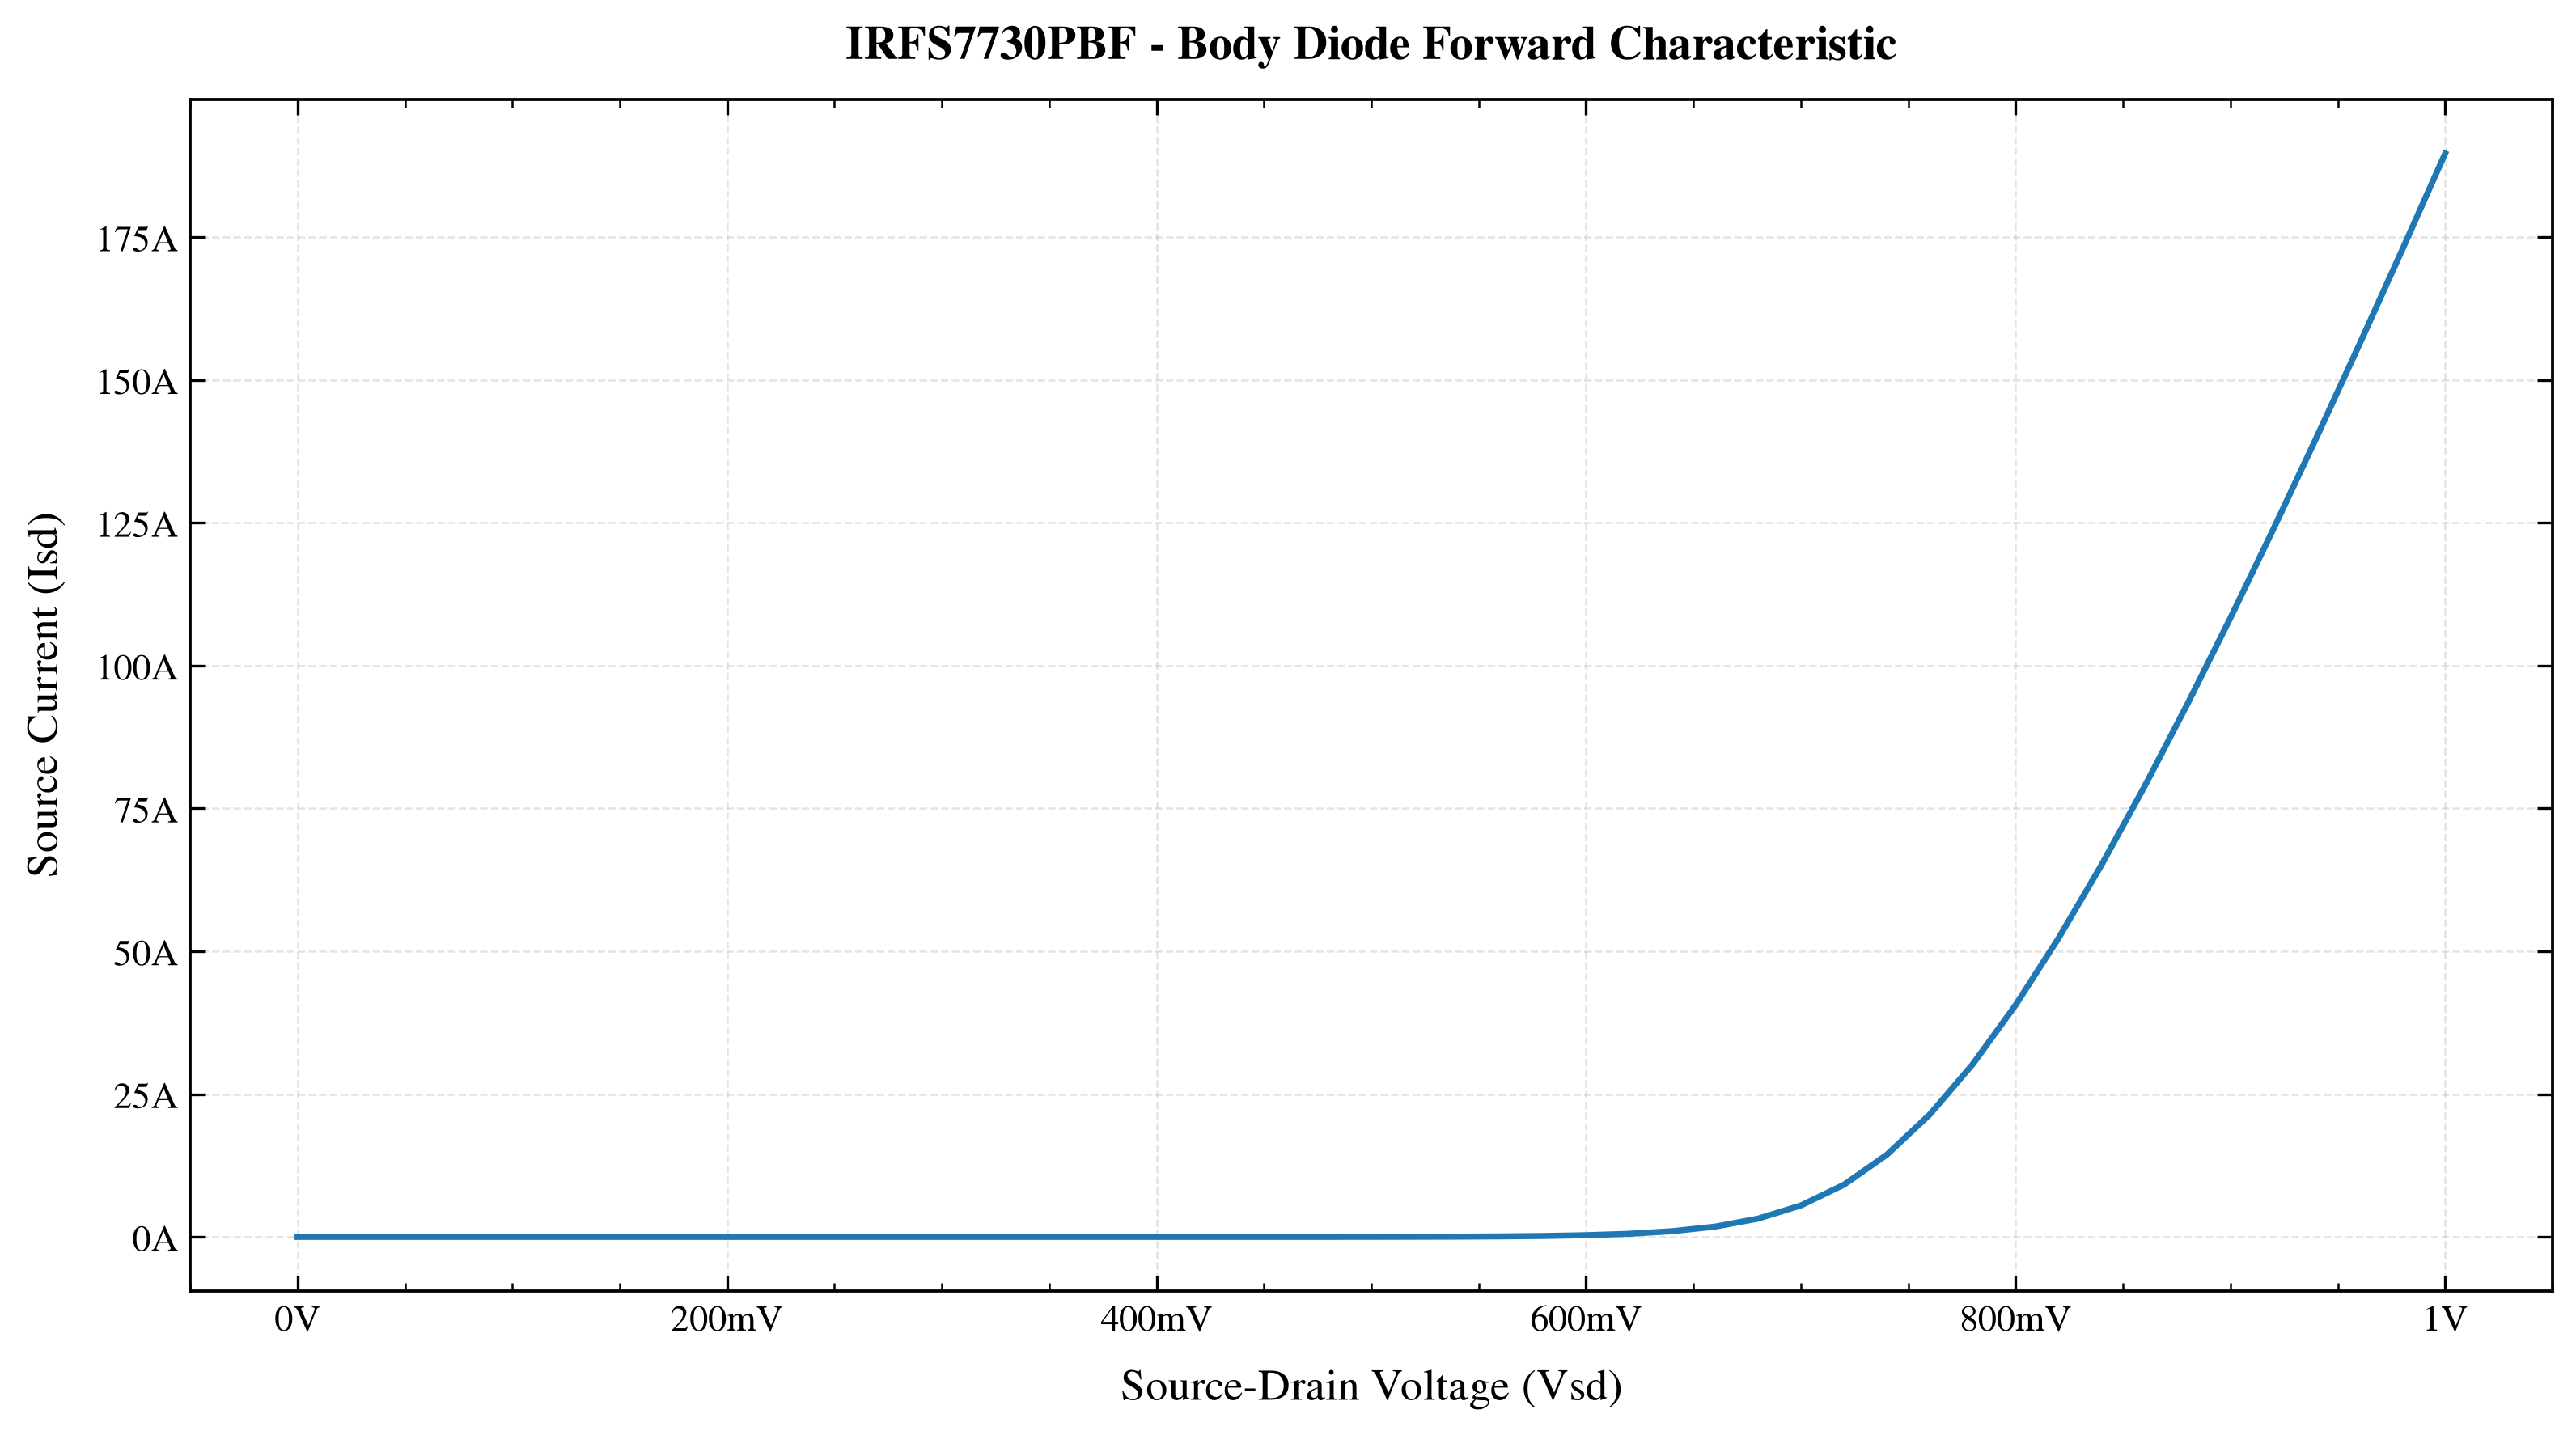 IRFS7730PBF - Body Diode Forward Characteristic
Source Current (Isd)
175A
150A
125A
100A
75A
50A
25A
0A
0V 200mV 400mV 600mV 800mV 1V
Source-Drain Voltage (Vsd)